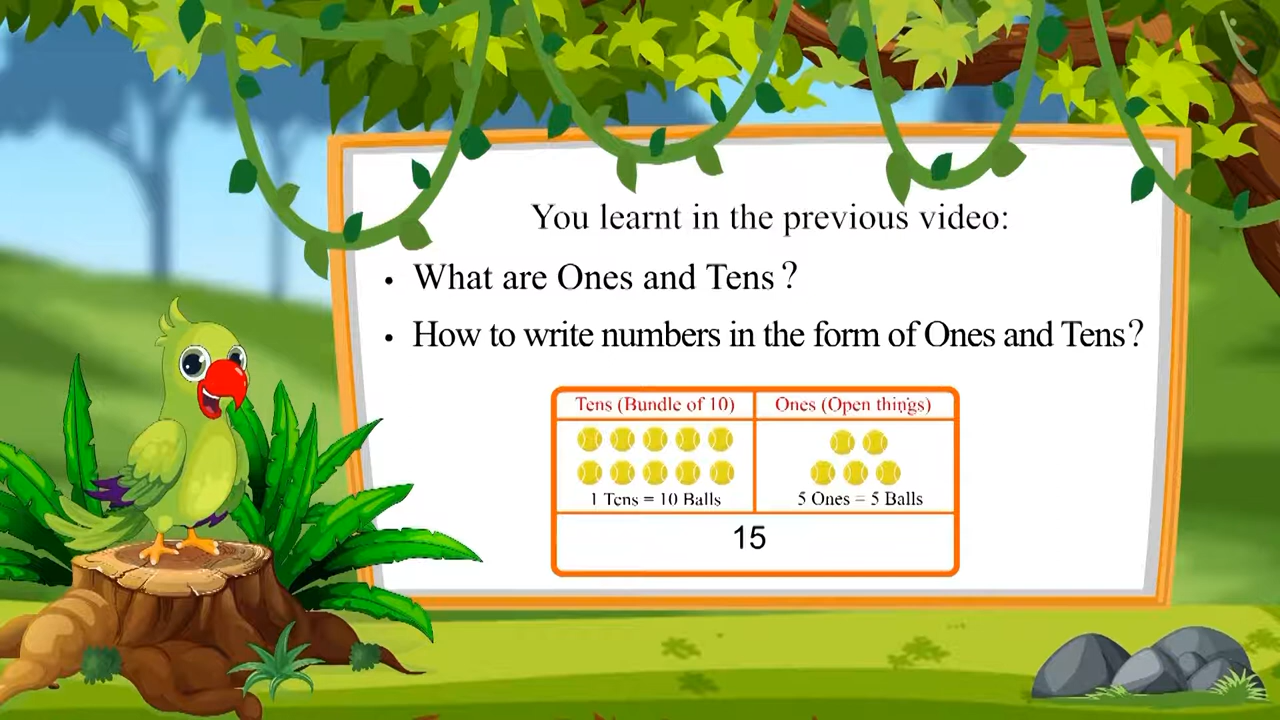 You learnt in the previous video:
• What are Ones and Tens?
• How to write numbers in the form of Ones and Tens?
Tens (Bundle of 10) Ones (Open things)
1 Tens = 10 Balls 5 Ones = 5 Balls
15